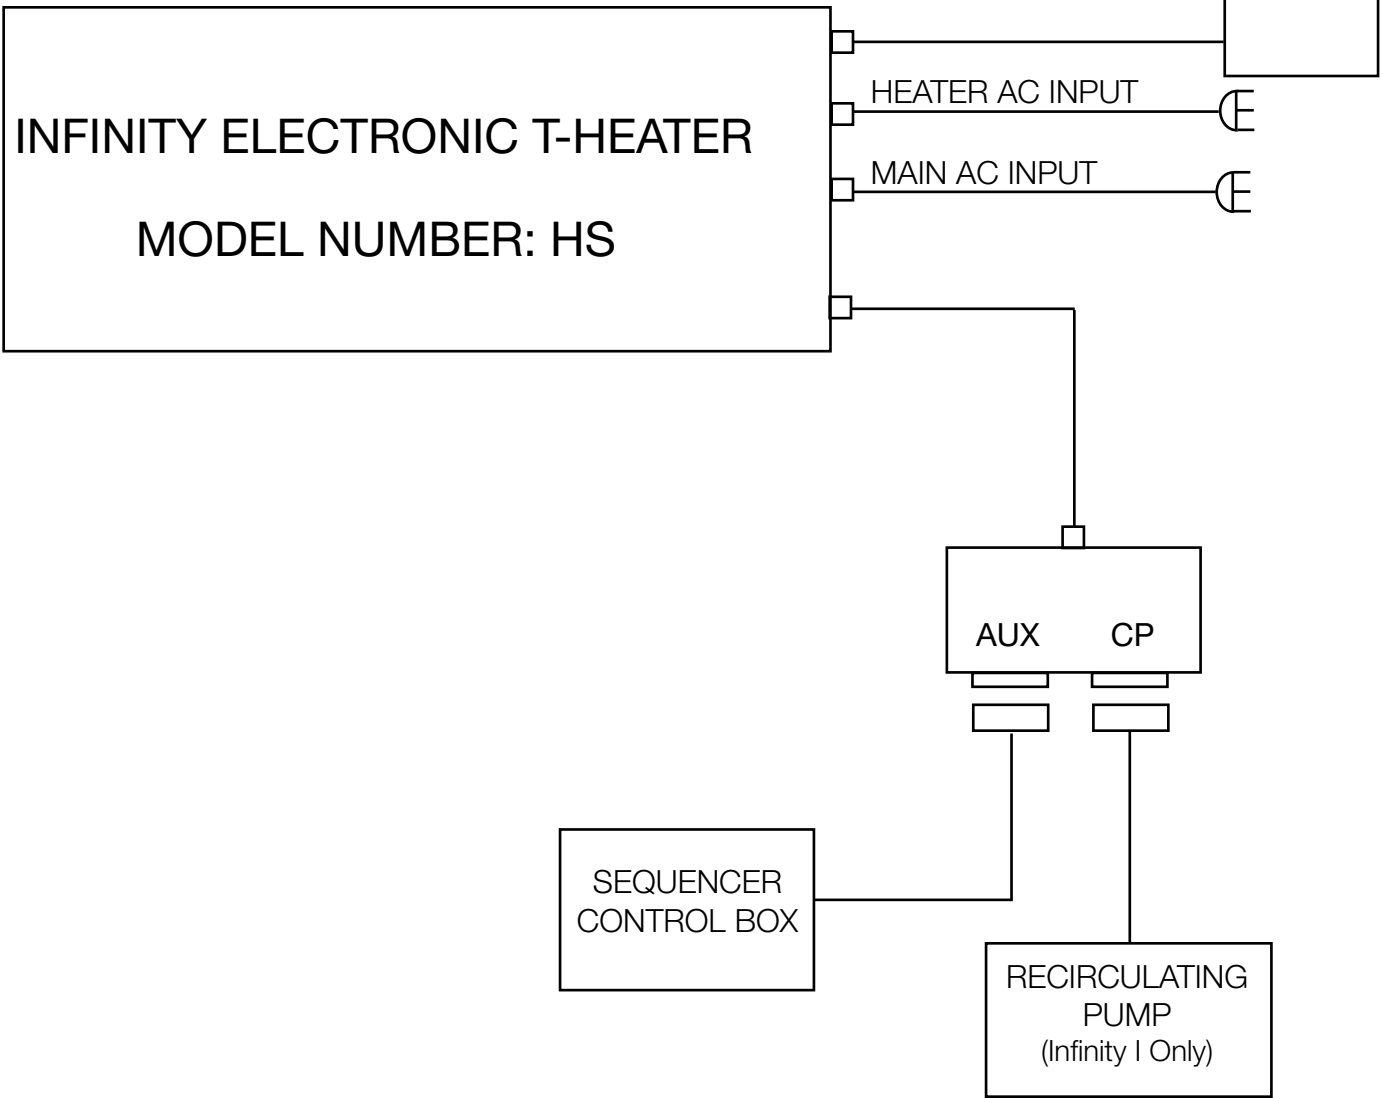 HEATER AC INPUT
INFINITY ELECTRONIC T-HEATER
MAIN AC INPUT
MODEL NUMBER: HS
AUX CP
SEQUENCER
CONTROL BOX
RECIRCULATING
PUMP
(Infinity I Only)